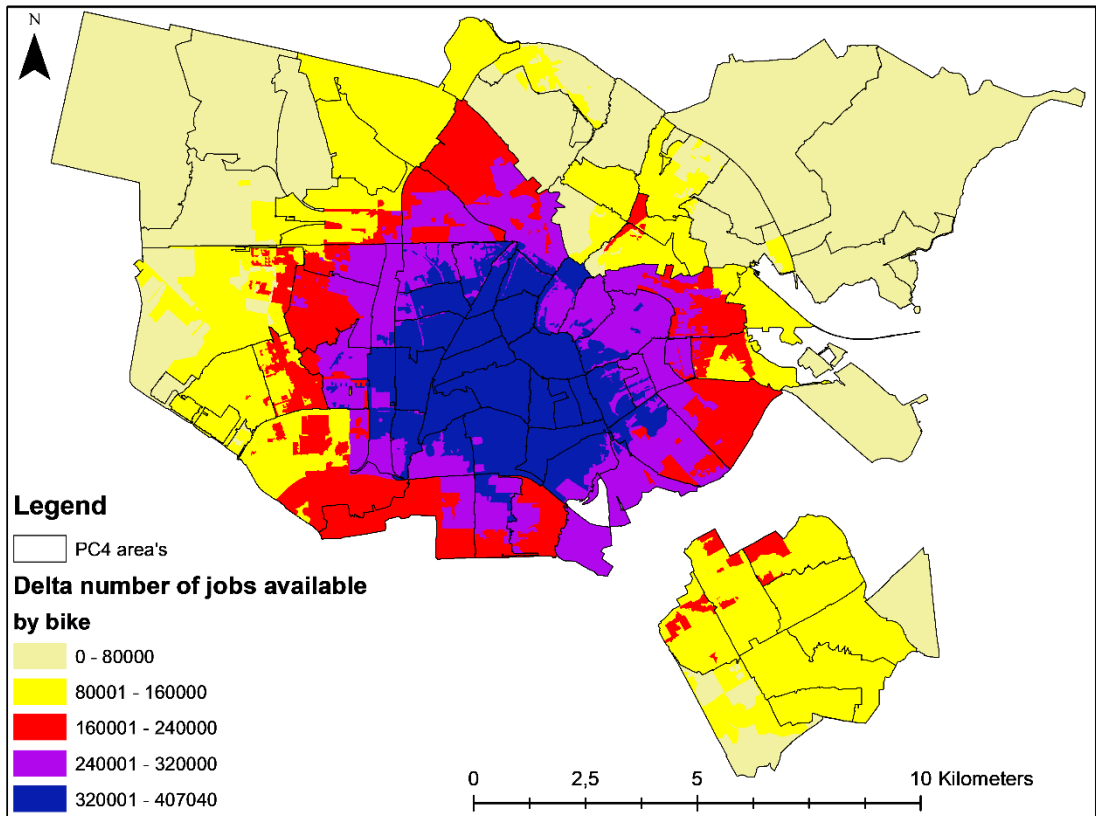 N
Legend
PC4 area's
Delta number of jobs available
by bike
0 - 80000
80001 - 160000
160001 - 240000
240001 - 320000
320001 - 407040
0 2,5 5 10 Kilometers